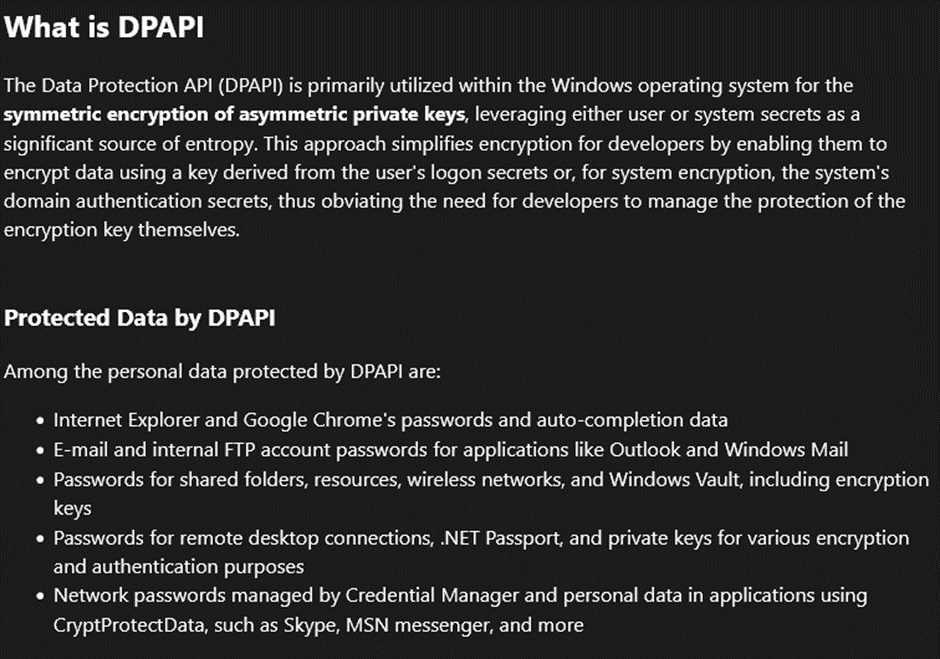 What is DPAPI
The Data Protection API (DPAPI) is primarily utilized within the Windows operating system for the
symmetric encryption of asymmetric private keys, leveraging either user or system secrets as a
significant source of entropy. This approach simplifies encryption for developers by enabling them to
encrypt data using a key derived from the user's logon secrets or, for system encryption, the system's
domain authentication secrets, thus obviating the need for developers to manage the protection of the
encryption key themselves.
Protected Data by DPAPI
Among the personal data protected by DPAPI are:
• Internet Explorer and Google Chrome's passwords and auto-completion data
• E-mail and internal FTP account passwords for applications like Outlook and Windows Mail
• Passwords for shared folders, resources, wireless networks, and Windows Vault, including encryption
keys
• Passwords for remote desktop connections, .NET Passport, and private keys for various encryption
and authentication purposes
• Network passwords managed by Credential Manager and personal data in applications using
CryptProtectData, such as Skype, MSN messenger, and more